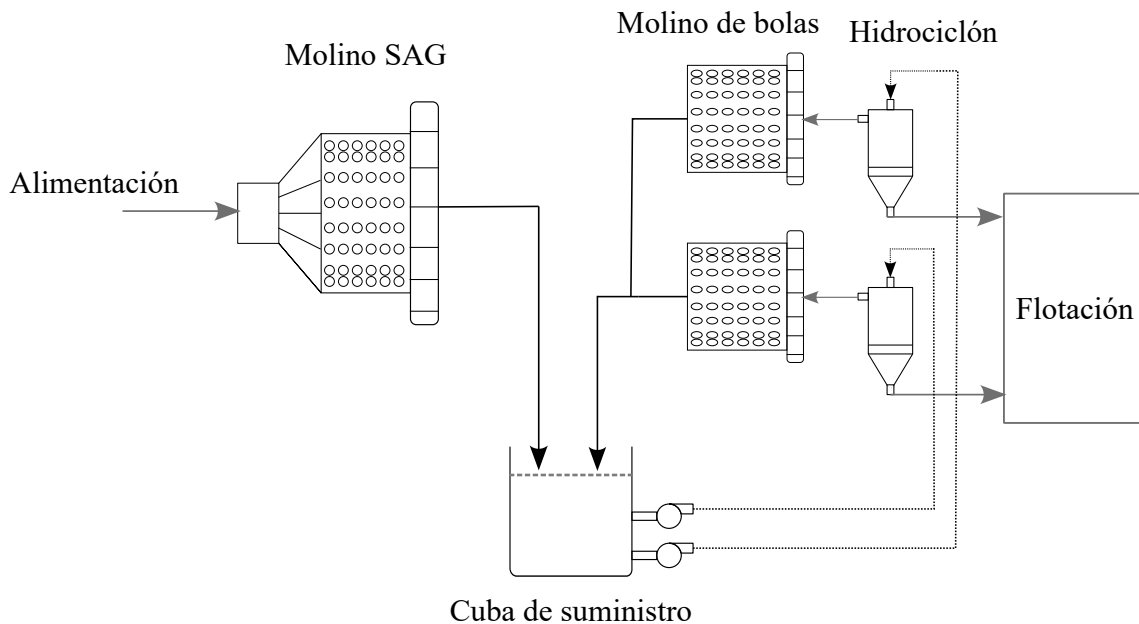 Molino de bolas
Hidrociclón
Molino SAG
Alimentación
Flotación
Cuba de suministro